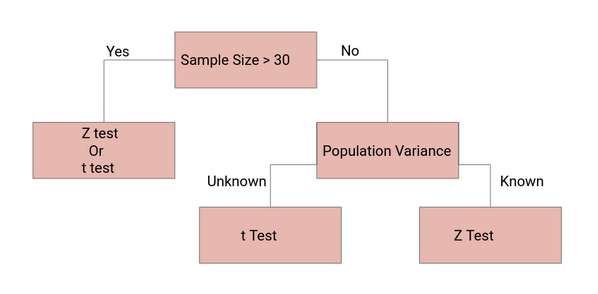 Yes
Sample Size > 30
No
Z test
Or
t test
Population Variance
Unknown
Known
t Test
Z Test